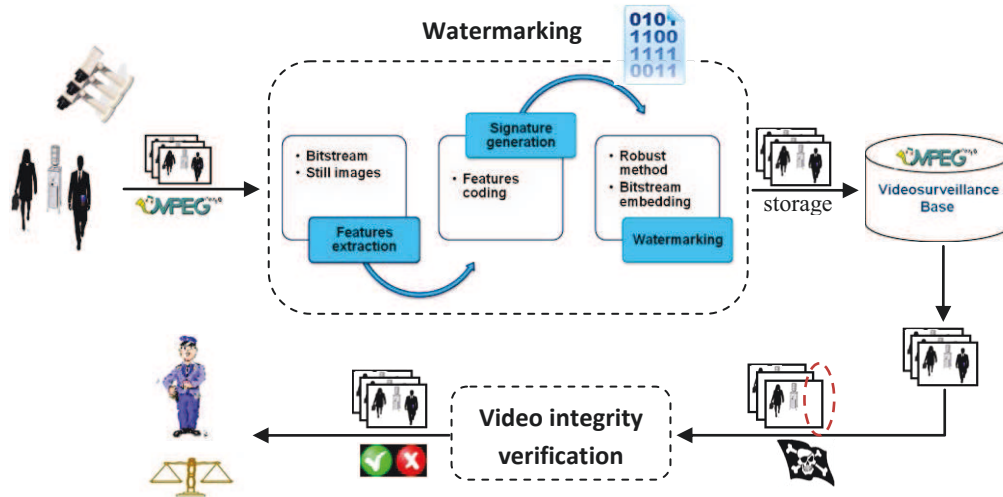 Watermarking
0101
1100
1111
0011
Signature
generation
• Bitstream
• Still images
• Features
coding
• Robust
method
• Bitstream
embedding
Features
extraction
Watermarking
MPEG
storage
MPEG
Videosurveillance
Base
Video integrity
verification